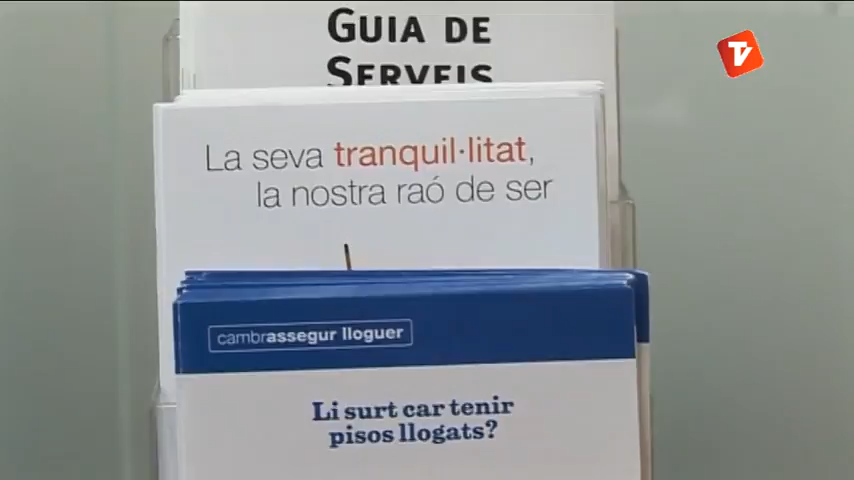 GUIA DE
SERVEIS
La seva tranquil·litat,
la nostra raó de ser
cambrassegur lloguer
Li surt car tenir
pisos llogats?
TV